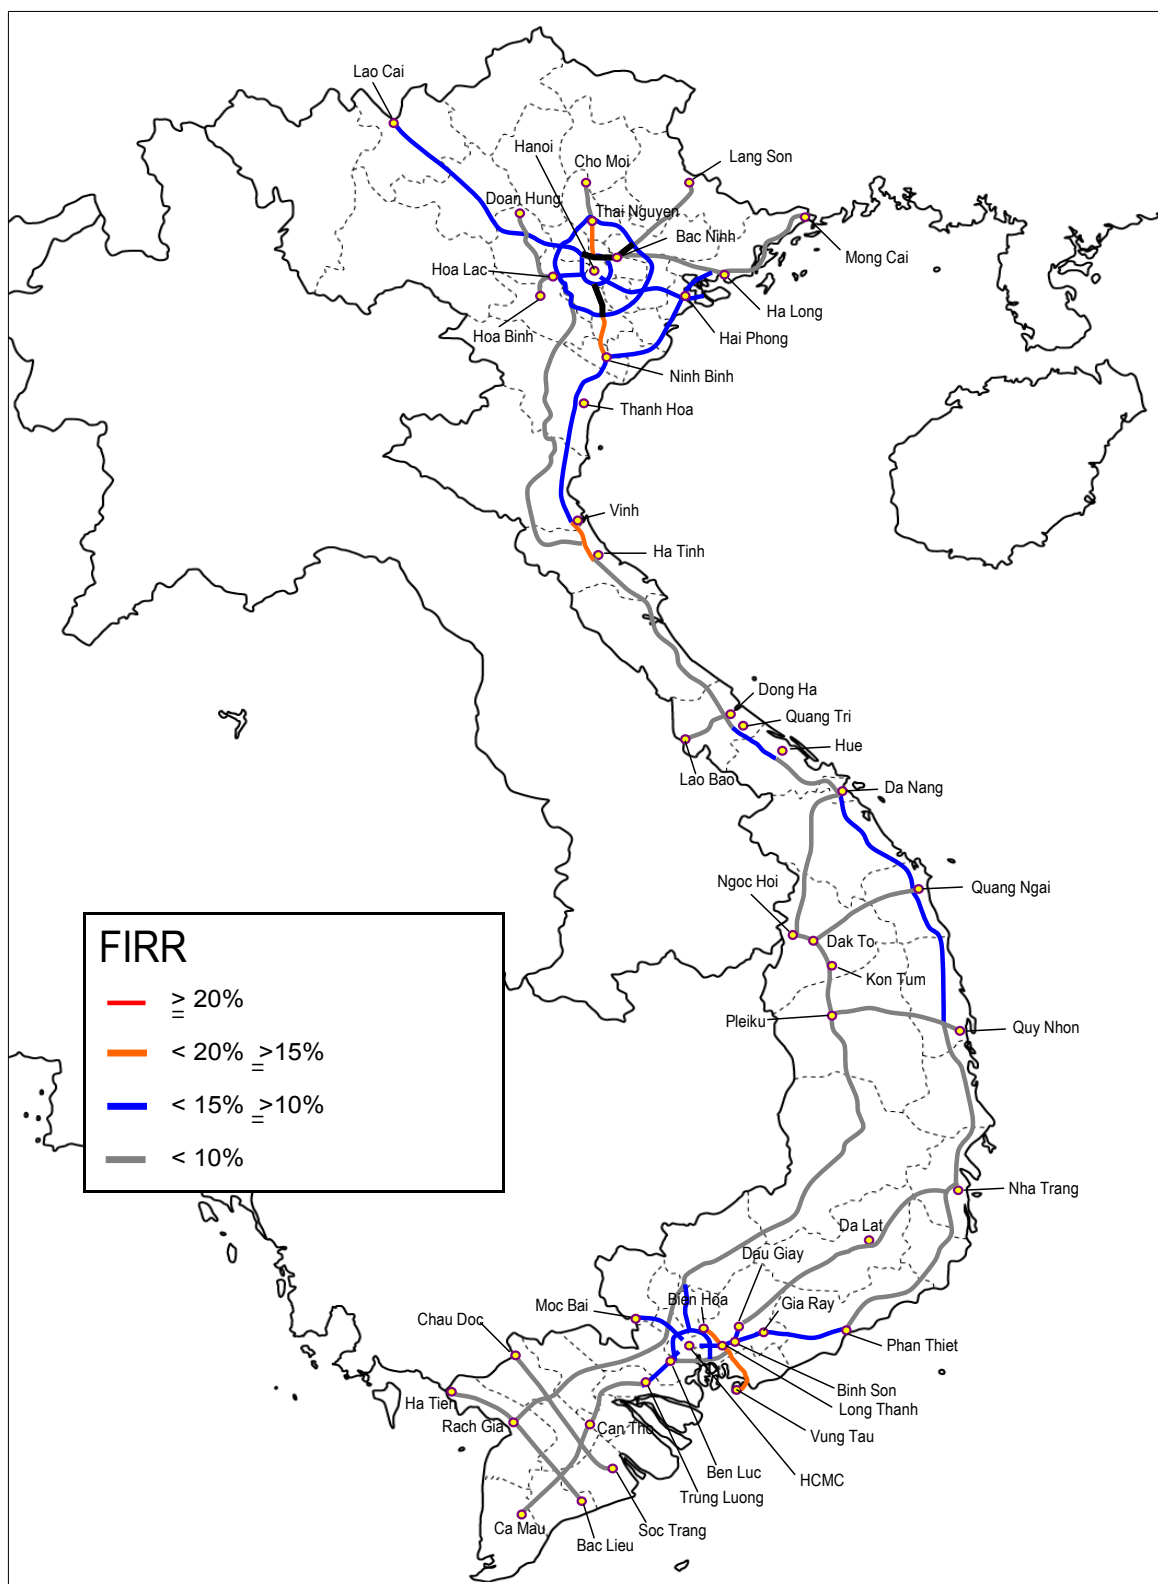 Lao Cai
Hanoi
Cho Moi
Lang Son
Doan Hung
Thai Nguyen
Bac Ninh
Mong Cai
Hoa Lac
Ha Long
Hoa Binh
Hai Phong
Ninh Binh
Thanh Hoa
Vinh
Ha Tinh
Dong Ha
Quang Tri
Hue
Lao Bao
Da Nang
Ngoc Hoi
Quang Ngai
Dak To
Kon Tum
Pleiku
Quy Nhon
FIRR
≥ 20%
< 20% ≥15%
< 15% ≥10%
< 10%
Nha Trang
Da Lat
Dau Giay
Moc Bai
Bien Hoa
Gia Ray
Chau Doc
Phan Thiet
Binh Son
Ha Tien
Long Thanh
Rach Gia
Can Tho
Vung Tau
Ben Luc
HCMC
Trung Luong
Ca Mau
Soc Trang
Bac Lieu